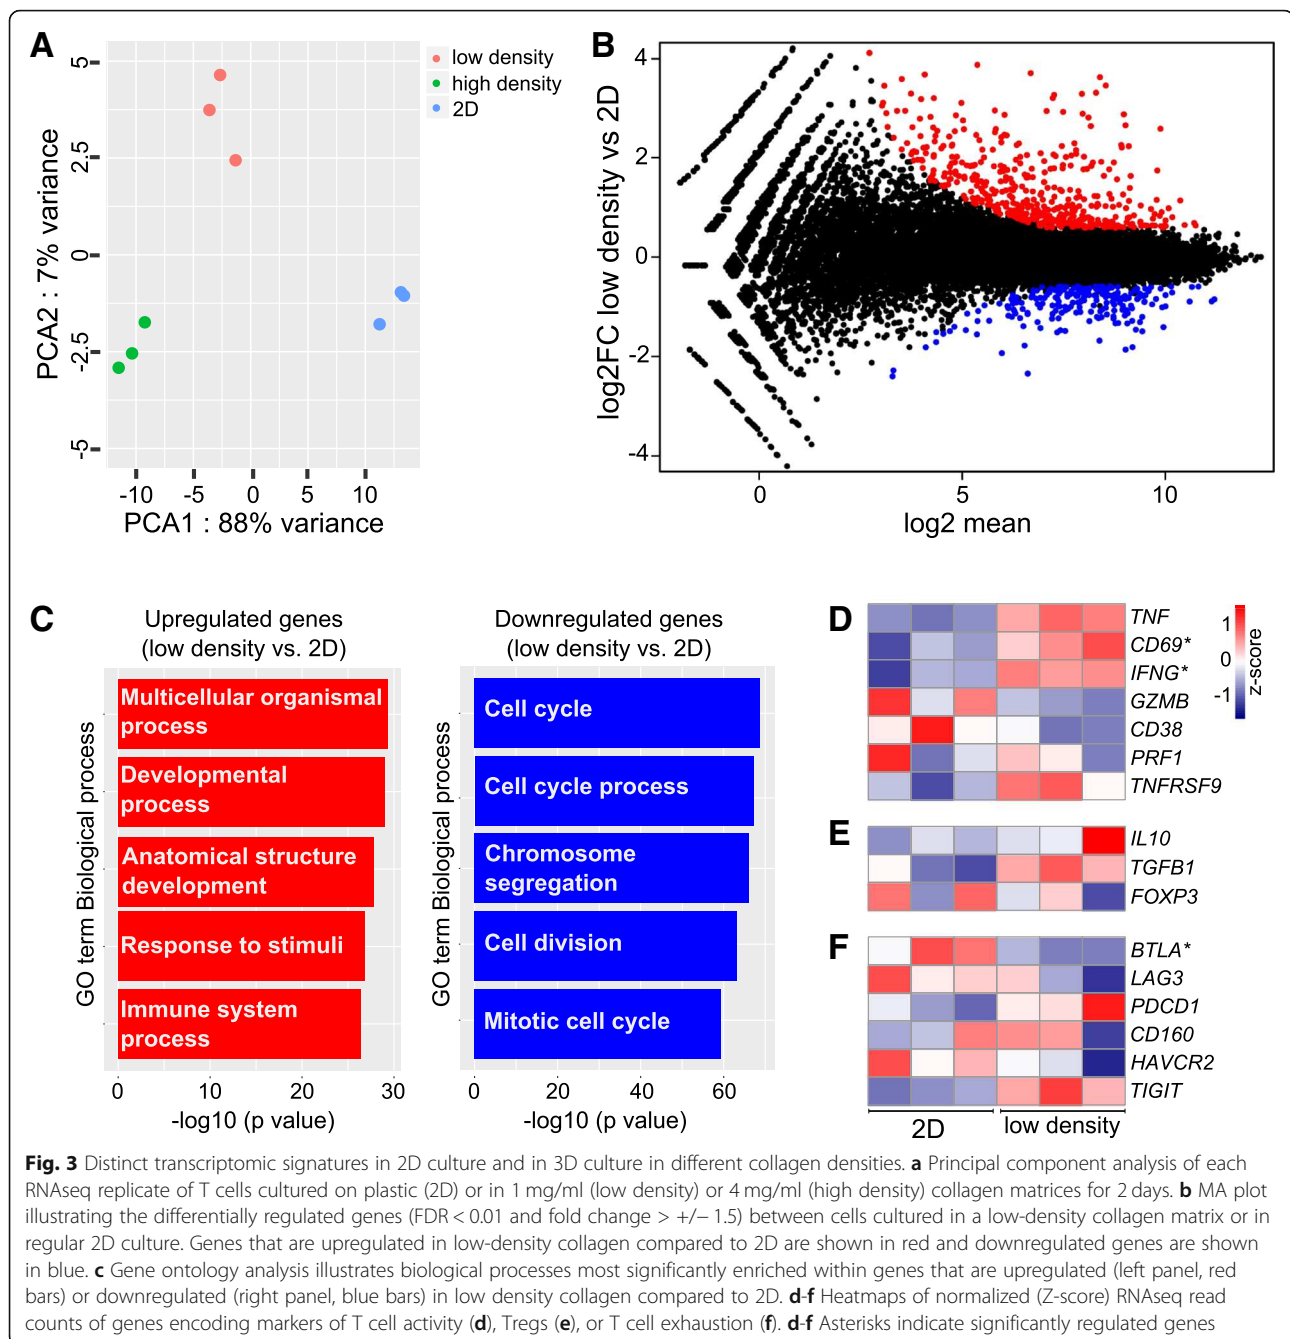 A
5
2.5
0
-2.5
-5
PCA2 : 7% variance
-10 -5 0 5 10
PCA1 : 88% variance
low density
high density
2D
B
4
2
0
-2
-4
log2FC low density vs 2D
0 5 10
log2 mean
C
Upregulated genes
(low density vs. 2D)
GO term Biological process
Multicellular organismal
process
Developmental
process
Anatomical structure
development
Response to stimuli
Immune system
process
0 10 20 30
-log10 (p value)
Downregulated genes
(low density vs. 2D)
GO term Biological process
Cell cycle
Cell cycle process
Chromosome
segregation
Cell division
Mitotic cell cycle
0 20 40 60
-log10 (p value)
D
TNF
CD69*
IFNG*
GZMB
CD38
PRF1
TNFRSF9
1
0
-1
z-score
E
IL10
TGFB1
FOXP3
F
BTLA*
LAG3
PDCD1
CD160
HAVCR2
TIGIT
2D low density
Fig. 3 Distinct transcriptomic signatures in 2D culture and in 3D culture in different collagen densities. a Principal component analysis of each
RNAseq replicate of T cells cultured on plastic (2D) or in 1 mg/ml (low density) or 4 mg/ml (high density) collagen matrices for 2 days. b MA plot
illustrating the differentially regulated genes (FDR < 0.01 and fold change > +/− 1.5) between cells cultured in a low-density collagen matrix or in
regular 2D culture. Genes that are upregulated in low-density collagen compared to 2D are shown in red and downregulated genes are shown
in blue. c Gene ontology analysis illustrates biological processes most significantly enriched within genes that are upregulated (left panel, red
bars) or downregulated (right panel, blue bars) in low density collagen compared to 2D. d-f Heatmaps of normalized (Z-score) RNAseq read
counts of genes encoding markers of T cell activity (d), Tregs (e), or T cell exhaustion (f). d-f Asterisks indicate significantly regulated genes